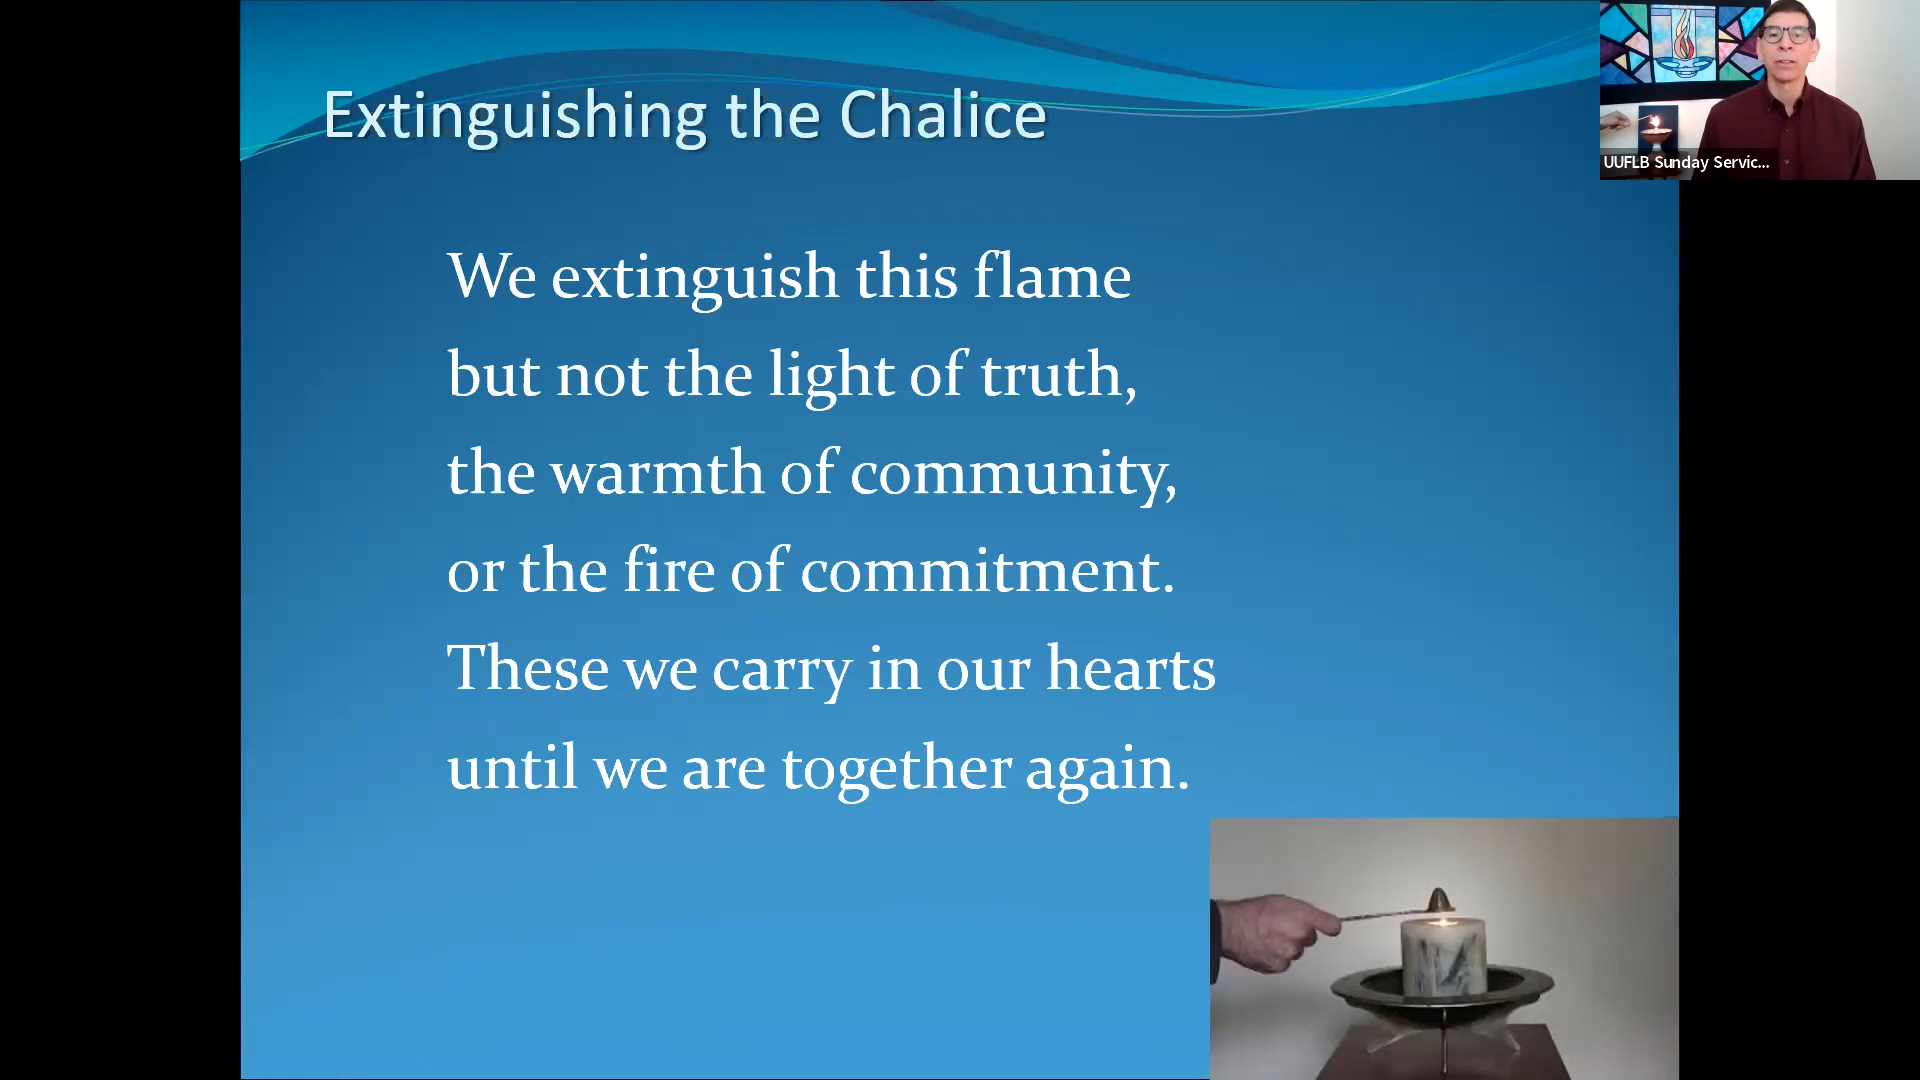 Extinguishing the Chalice
UUFLB Sunday Servic...
We extinguish this flame
but not the light of truth,
the warmth of community,
or the fire of commitment.
These we carry in our hearts
until we are together again.